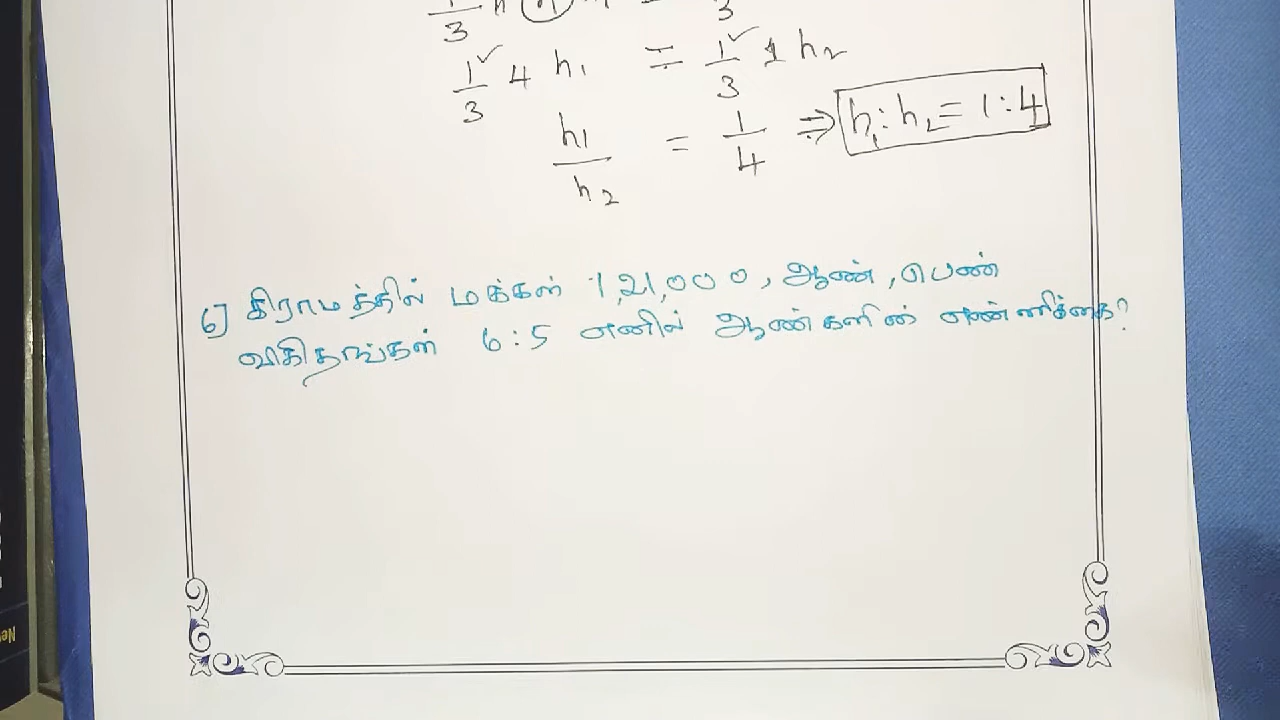 1/3 4 h₁ = 1/3 1 h₂
h₁/h₂ = 1/4 ⇒ h₁ : h₂ = 1 : 4
6] கிராமத்தில் மக்கள் 1,21,000, ஆண், பெண்
விகிதங்கள் 6 : 5 எனில் ஆண்களின் எண்ணிக்கை?